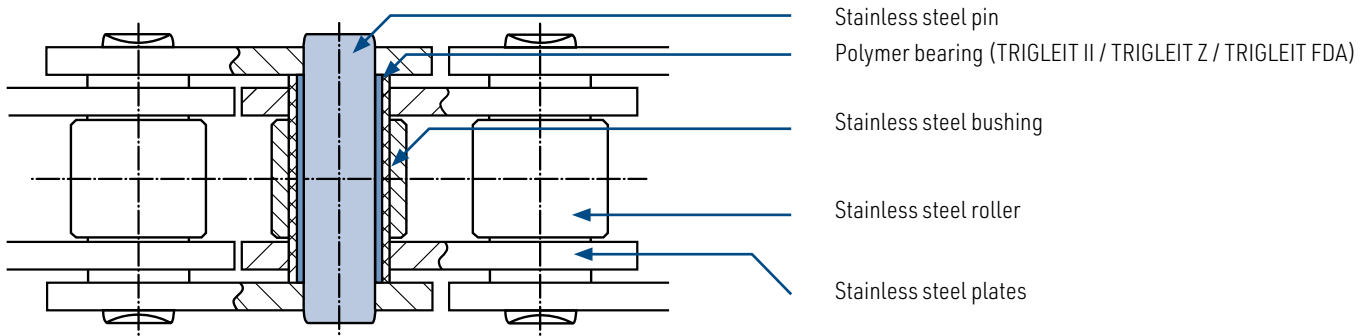 Stainless steel pin
Polymer bearing (TRIGLEIT II / TRIGLEIT Z / TRIGLEIT FDA)
Stainless steel bushing
Stainless steel roller
Stainless steel plates